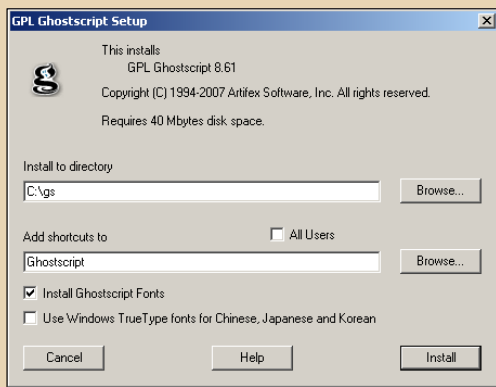 GPL Ghostscript Setup
This installs
GPL Ghostscript 8.61
Copyright (C) 1994-2007 Artifex Software, Inc. All rights reserved.
Requires 40 Mbytes disk space.
Install to directory
C:\gs
Browse...
Add shortcuts to
All Users
Ghostscript
Browse...
Install Ghostscript Fonts
Use Windows TrueType fonts for Chinese, Japanese and Korean
Cancel
Help
Install